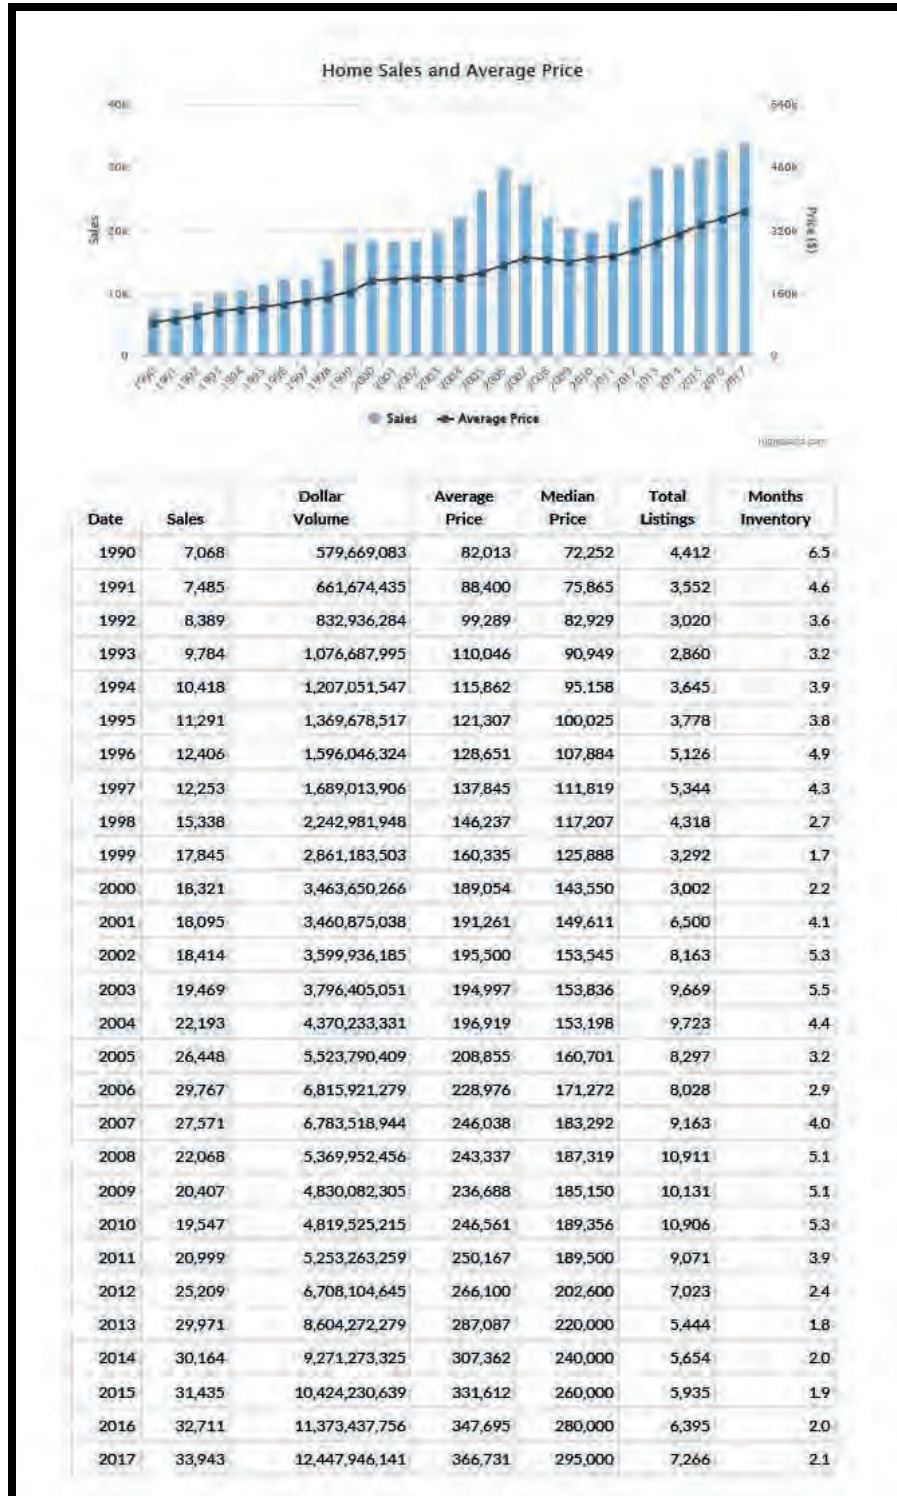 Home Sales and Average Price
40k 640k
30k 480k
20k 320k
10k 160k
0 0
Sales
Price ($)
1990 1991 1992 1993 1994 1995 1996 1997 1998 1999 2000 2001 2002 2003 2004 2005 2006 2007 2008 2009 2010 2011 2012 2013 2014 2015 2016 2017
Sales Average Price
Highcharts.com
Dollar Average Median Total Months
Date Sales Volume Price Price Listings Inventory
1990 7,068 579,669,083 82,013 72,252 4,412 6.5
1991 7,485 661,674,435 88,400 75,865 3,552 4.6
1992 8,389 832,936,284 99,289 82,929 3,020 3.6
1993 9,784 1,076,687,995 110,046 90,949 2,860 3.2
1994 10,418 1,207,051,547 115,862 95,158 3,645 3.9
1995 11,291 1,369,678,517 121,307 100,025 3,778 3.8
1996 12,406 1,596,046,324 128,651 107,884 5,126 4.9
1997 12,253 1,689,013,906 137,845 111,819 5,344 4.3
1998 15,338 2,242,981,948 146,237 117,207 4,318 2.7
1999 17,845 2,861,183,503 160,335 125,888 3,292 1.7
2000 18,321 3,463,650,266 189,054 143,550 3,002 2.2
2001 18,095 3,460,875,038 191,261 149,611 6,500 4.1
2002 18,414 3,599,936,185 195,500 153,545 8,163 5.3
2003 19,469 3,796,405,051 194,997 153,836 9,669 5.5
2004 22,193 4,370,233,331 196,919 153,198 9,723 4.4
2005 26,448 5,523,790,409 208,855 160,701 8,297 3.2
2006 29,767 6,815,921,279 228,976 171,272 8,028 2.9
2007 27,571 6,783,518,944 246,038 183,292 9,163 4.0
2008 22,068 5,369,952,456 243,337 187,319 10,911 5.1
2009 20,407 4,830,082,305 236,688 185,150 10,131 5.1
2010 19,547 4,819,525,215 246,561 189,356 10,906 5.3
2011 20,999 5,253,263,259 250,167 189,500 9,071 3.9
2012 25,209 6,708,104,645 266,100 202,600 7,023 2.4
2013 29,971 8,604,272,279 287,087 220,000 5,444 1.8
2014 30,164 9,271,273,325 307,362 240,000 5,654 2.0
2015 31,435 10,424,230,639 331,612 260,000 5,935 1.9
2016 32,711 11,373,437,756 347,695 280,000 6,395 2.0
2017 33,943 12,447,946,141 366,731 295,000 7,266 2.1